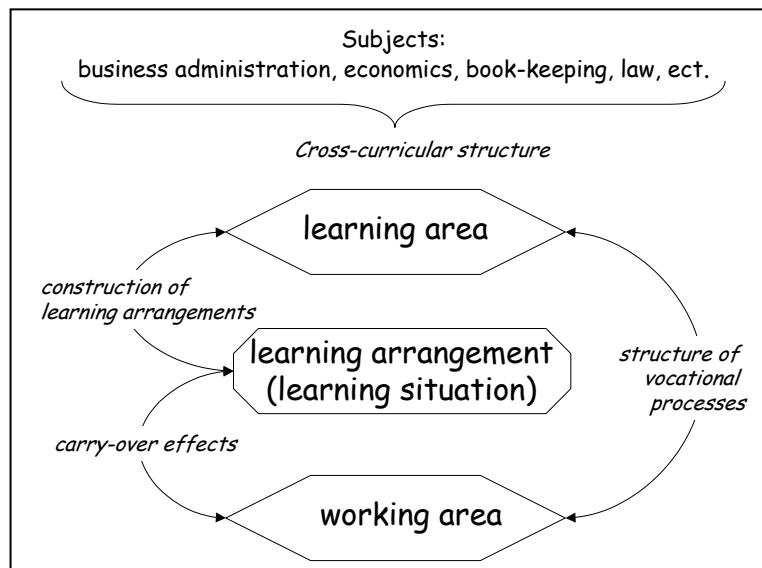 Subjects:
business administration, economics, book-keeping, law, ect.
Cross-curricular structure
learning area
construction of
learning arrangements
learning arrangement
(learning situation)
structure of
vocational
processes
carry-over effects
working area